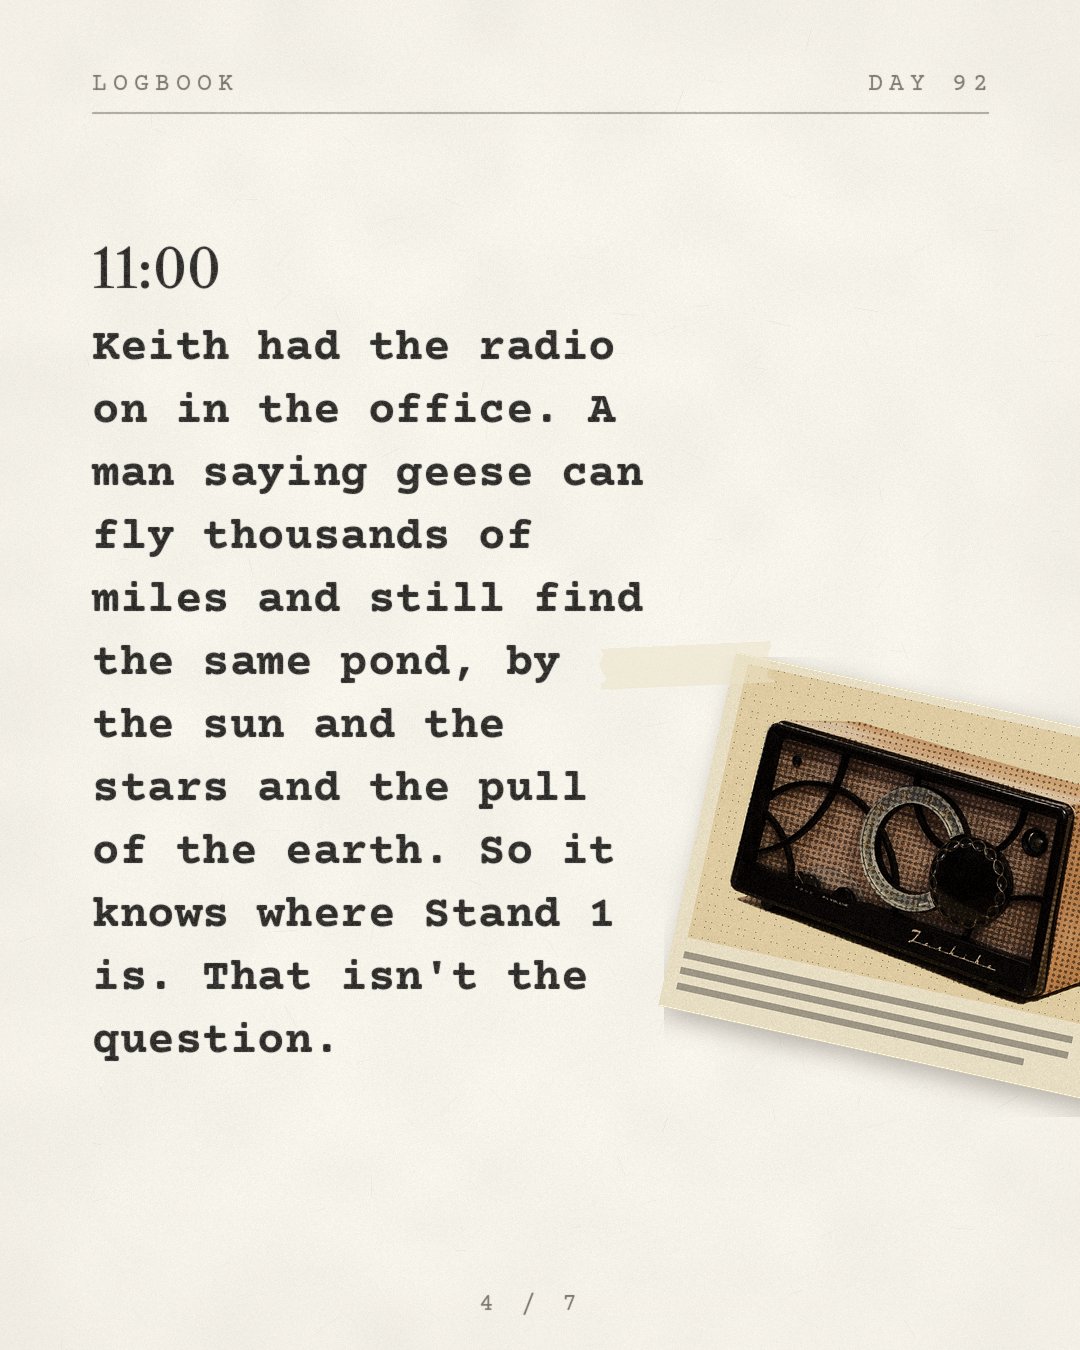 LOGBOOK DAY 92
11:00
Keith had the radio
on in the office. A
man saying geese can
fly thousands of
miles and still find
the same pond, by
the sun and the
stars and the pull
of the earth. So it
knows where Stand 1
is. That isn't the
question.
4 / 7